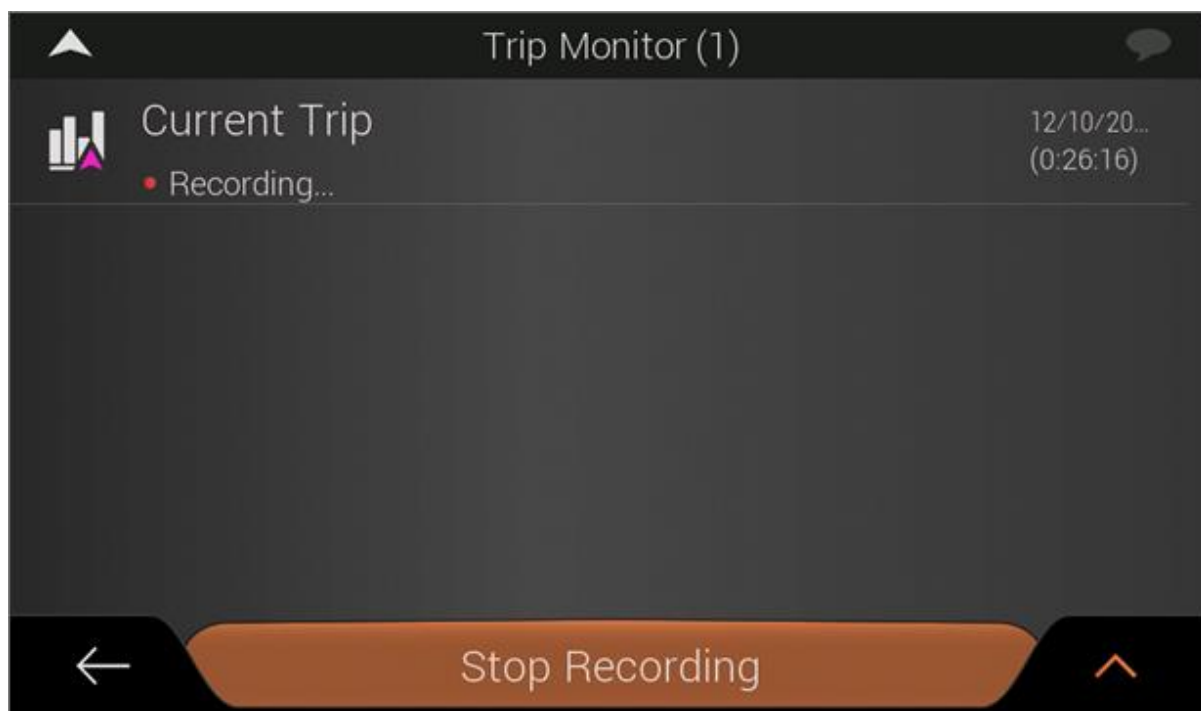 Trip Monitor (1)
Current Trip
12/10/20...
(0:26:16)
• Recording...
Stop Recording